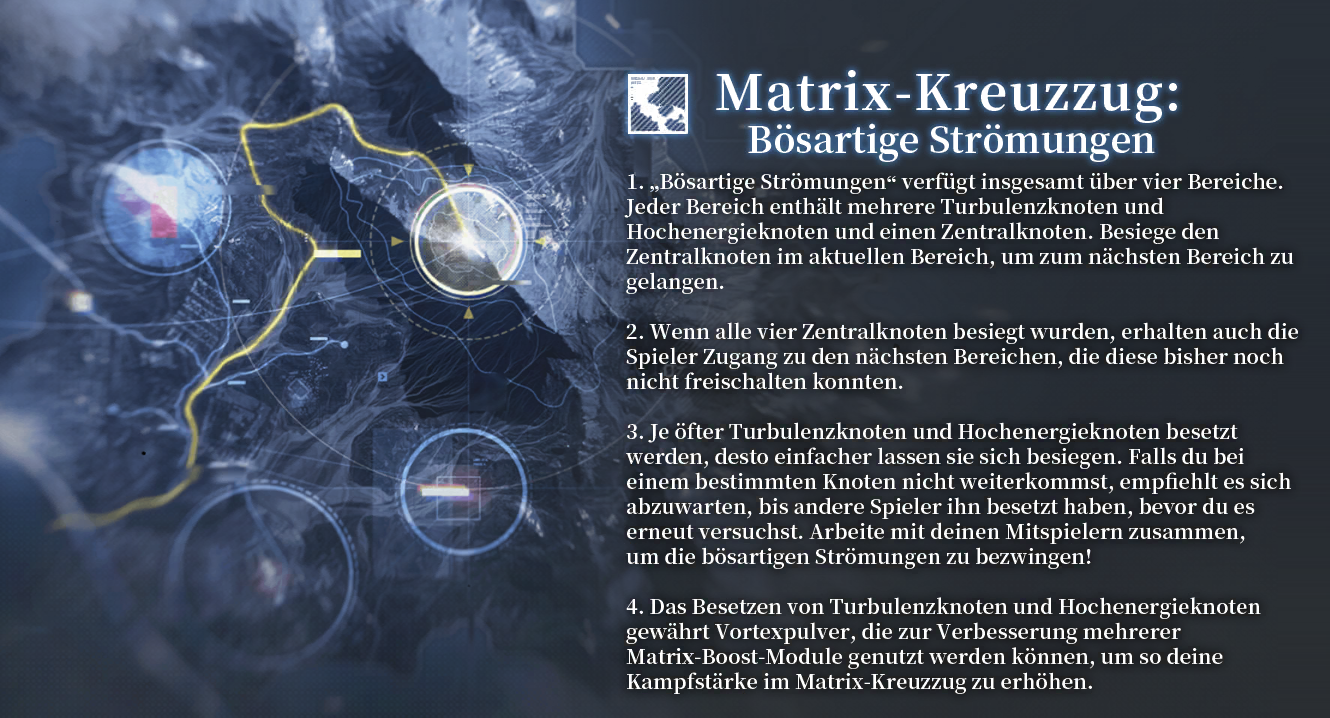 Matrix-Kreuzzug:
Bösartige Strömungen
1. „Bösartige Strömungen“ verfügt insgesamt über vier Bereiche.
Jeder Bereich enthält mehrere Turbulenzknoten und
Hochenergieknoten und einen Zentralknoten. Besiege den
Zentralknoten im aktuellen Bereich, um zum nächsten Bereich zu
gelangen.
2. Wenn alle vier Zentralknoten besiegt wurden, erhalten auch die
Spieler Zugang zu den nächsten Bereichen, die diese bisher noch
nicht freischalten konnten.
3. Je öfter Turbulenzknoten und Hochenergieknoten besetzt
werden, desto einfacher lassen sie sich besiegen. Falls du bei
einem bestimmten Knoten nicht weiterkommst, empfiehlt es sich
abzuwarten, bis andere Spieler ihn besetzt haben, bevor du es
erneut versuchst. Arbeite mit deinen Mitspielern zusammen,
um die bösartigen Strömungen zu bezwingen!
4. Das Besetzen von Turbulenzknoten und Hochenergieknoten
gewährt Vortexpulver, die zur Verbesserung mehrerer
Matrix-Boost-Module genutzt werden können, um so deine
Kampfstärke im Matrix-Kreuzzug zu erhöhen.